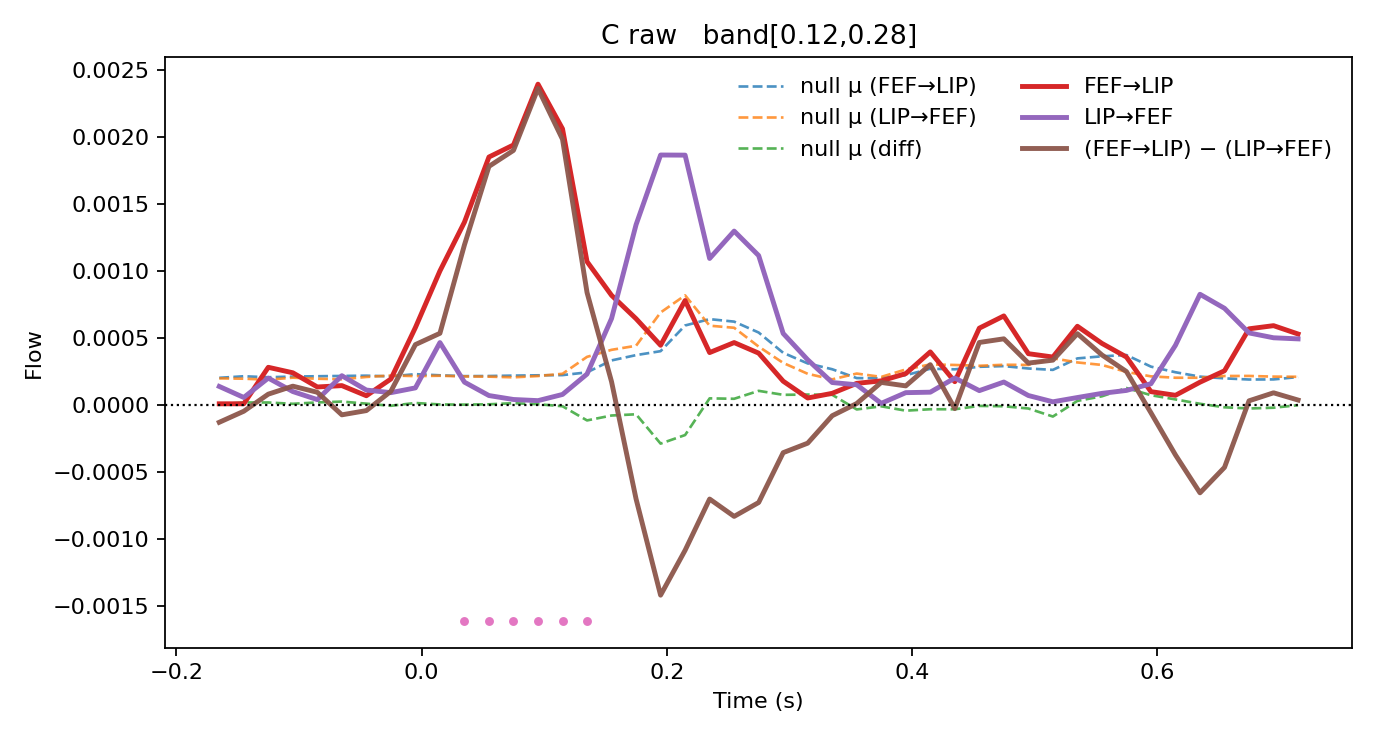 C raw   band[0.12,0.28]
null μ (FEF→LIP)
null μ (LIP→FEF)
null μ (diff)
FEF→LIP
LIP→FEF
(FEF→LIP) − (LIP→FEF)
Flow
0.0025
0.0020
0.0015
0.0010
0.0005
0.0000
−0.0005
−0.0010
−0.0015
−0.2
0.0
0.2
0.4
0.6
Time (s)